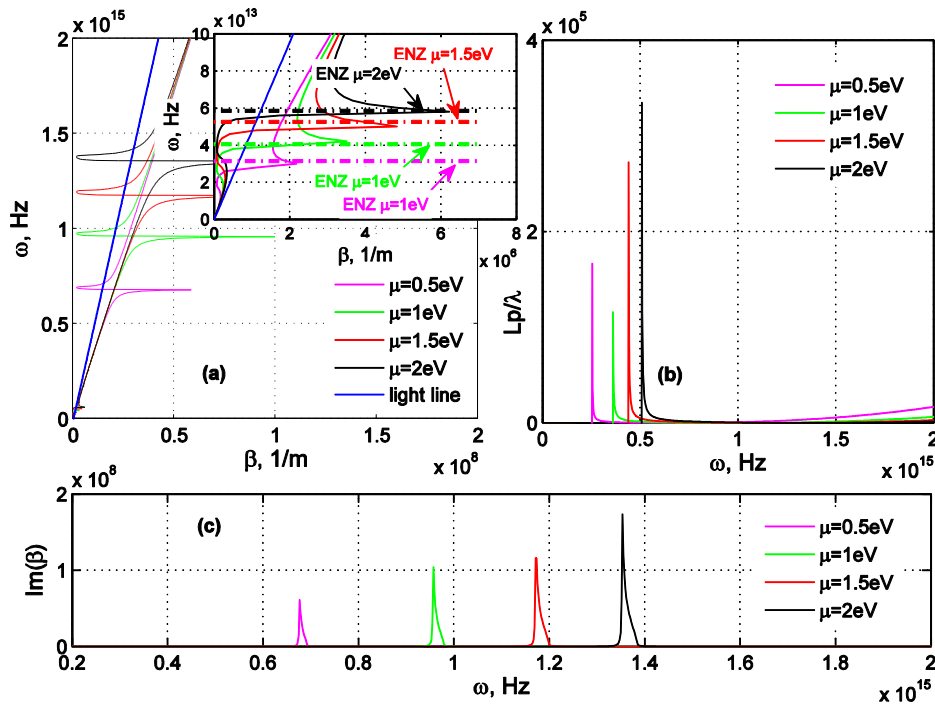 x 10^15
2
1.5
1
0.5
0
ω, Hz
0 0.5 1 1.5 2
β, 1/m
x 10^8
(a)
μ=0.5eV
μ=1eV
μ=1.5eV
μ=2eV
light line
x 10^13
10
8
6
4
2
0
ω, Hz
0 2 4 6 8
β, 1/m
x 10^6
ENZ μ=1.5eV
ENZ μ=2eV
ENZ μ=1eV
ENZ μ=1eV
x 10^5
4
2
0
Lp/λ
0 0.5 1 1.5 2
ω, Hz
x 10^15
μ=0.5eV
μ=1eV
μ=1.5eV
μ=2eV
(b)
x 10^8
2
1
0
Im(β)
(c)
μ=0.5eV
μ=1eV
μ=1.5eV
μ=2eV
0.2 0.4 0.6 0.8 1 1.2 1.4 1.6 1.8 2
ω, Hz
x 10^15